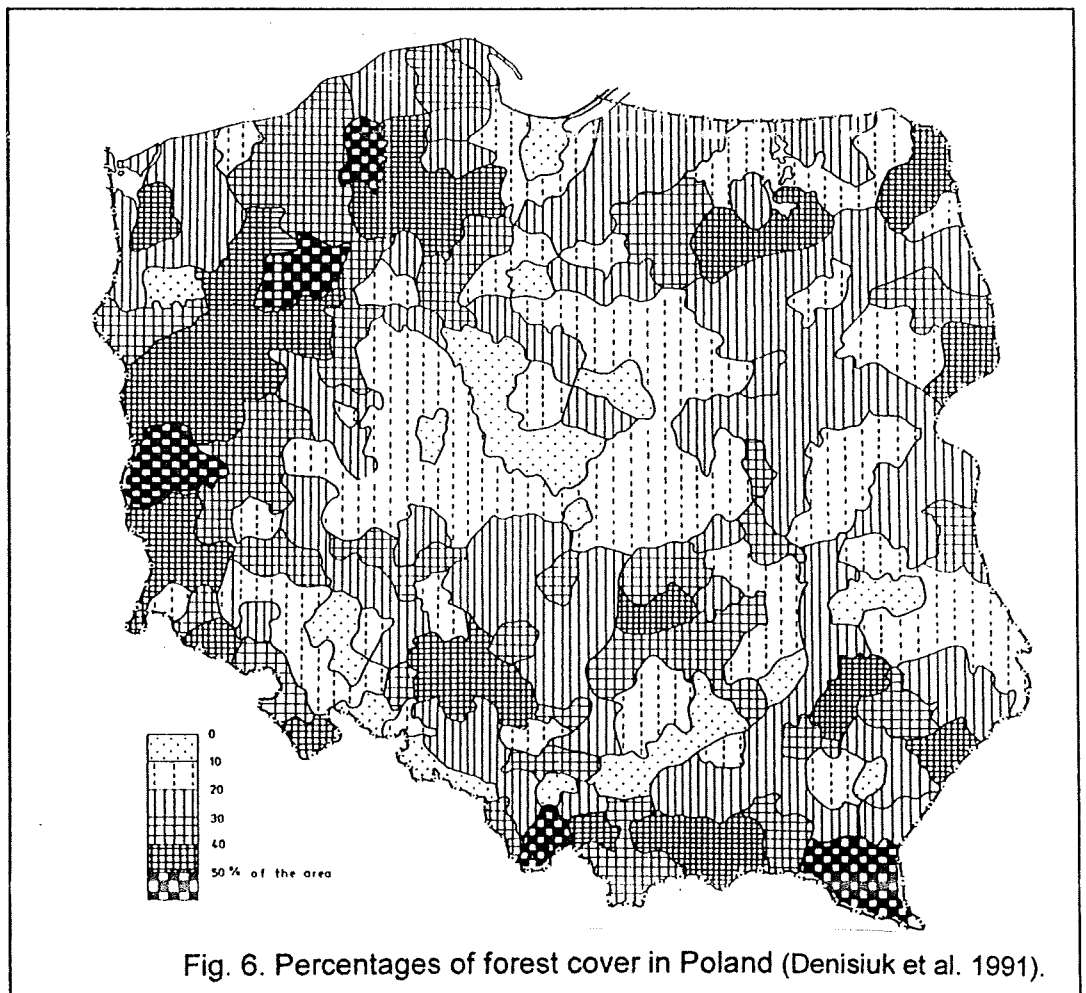 0
10
20
30
40
50 % of the area
Fig. 6. Percentages of forest cover in Poland (Denisiuk et al. 1991).